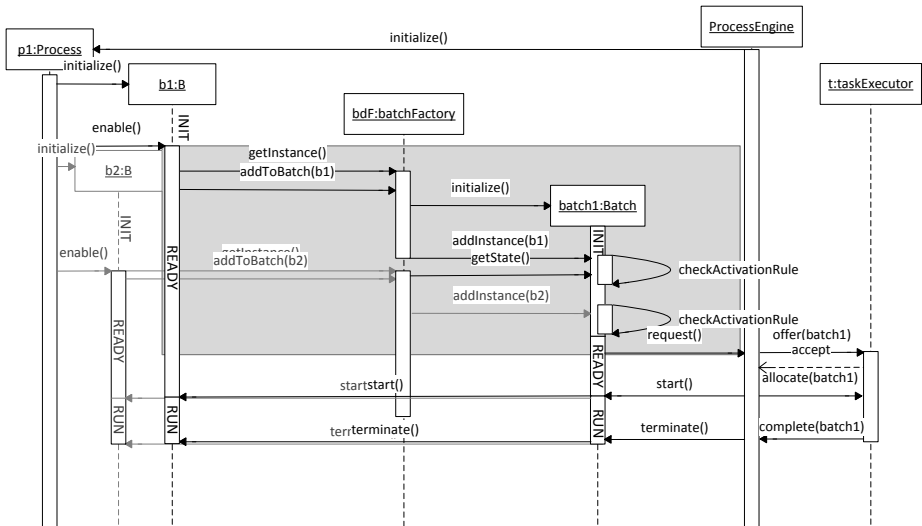 ProcessEngine
initialize()
p1:Process
initialize()
b1:B
t:taskExecutor
bdF:batchFactory
INIT
enable()
initialize()
getInstance()
b2:B
addToBatch(b1)
initialize()
batch1:Batch
INIT
INIT
addInstance(b1)
enable()
getInstance()
READY
getState()
addToBatch(b2)
checkActivationRule
addInstance(b2)
checkActivationRule
READY
request()
offer(batch1)
accept
READY
allocate(batch1)
start()
start()
RUN
RUN
RUN
terminate()
terminate()
complete(batch1)